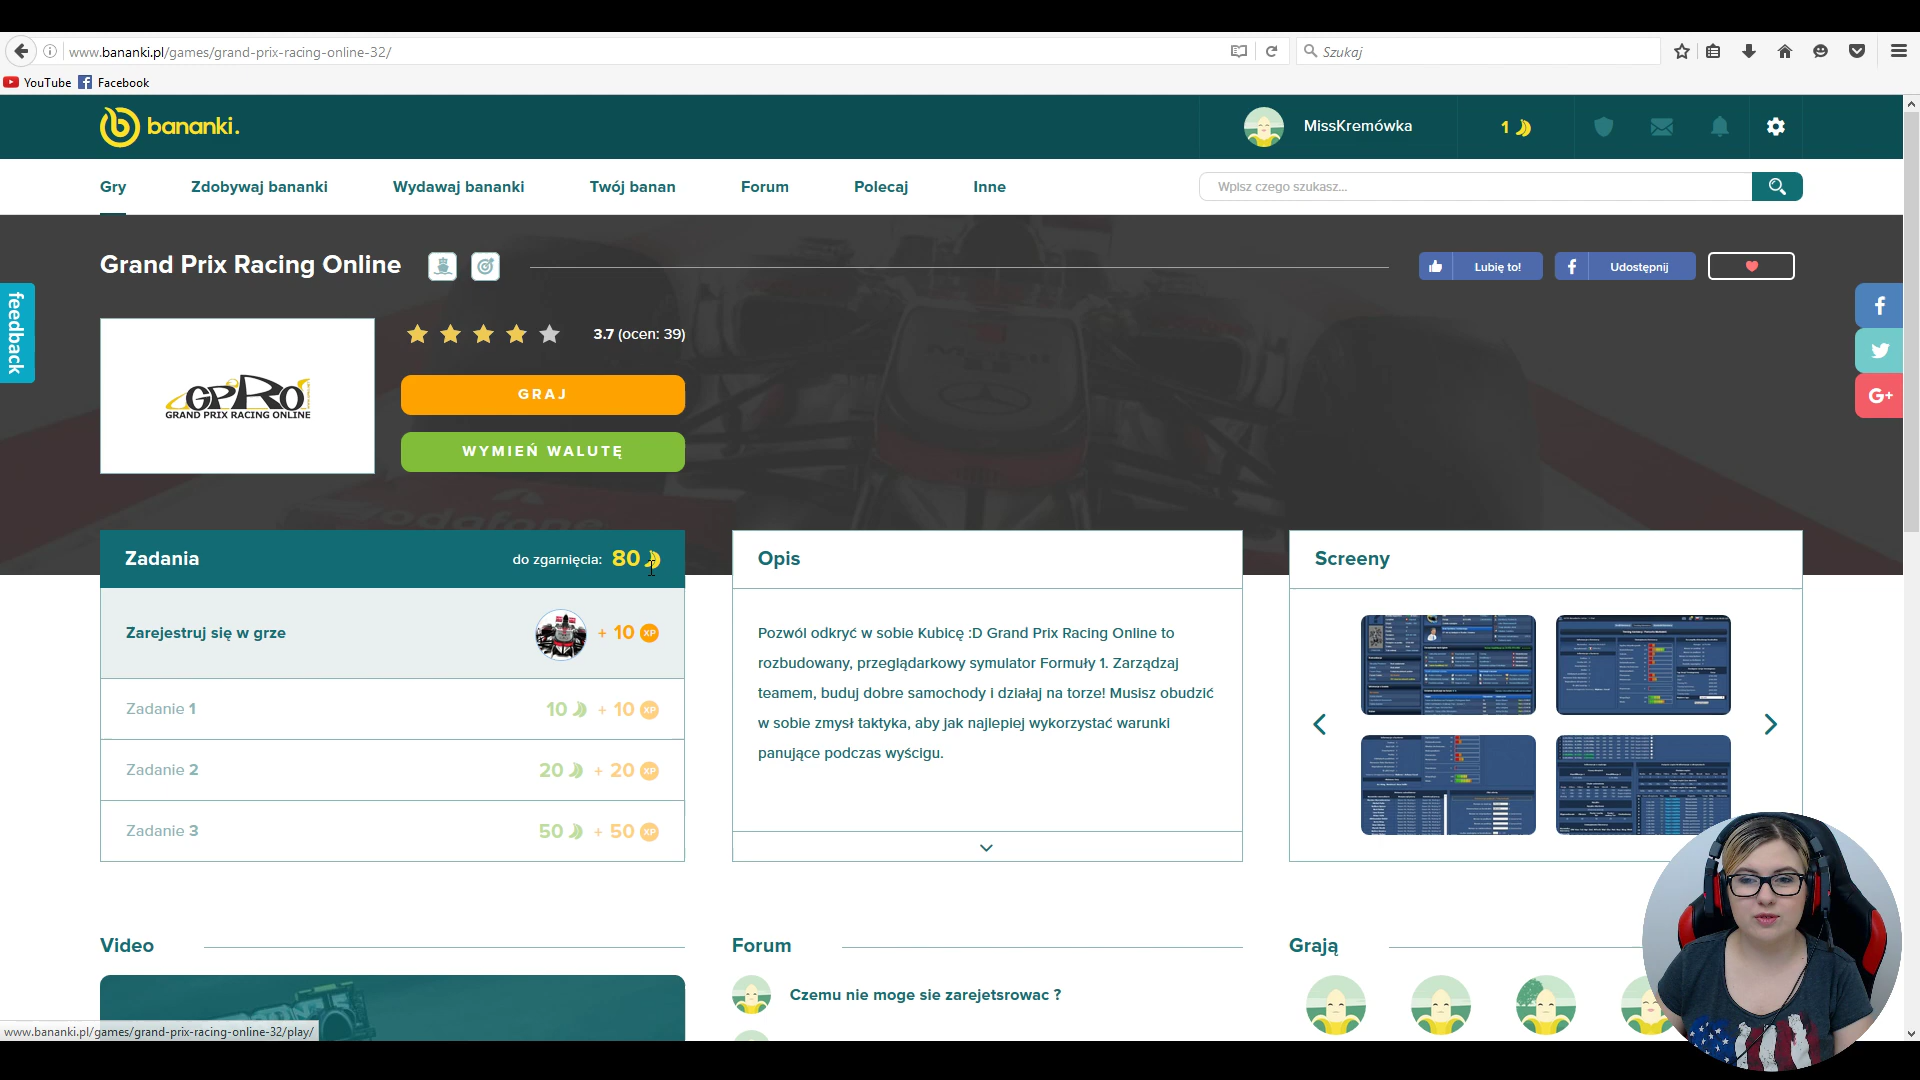 www.bananki.pl/games/grand-prix-racing-online-32/
Szukaj
YouTube
Facebook
bananki.
MissKremówka
1
Gry
Zdobywaj bananki
Wydawaj bananki
Twój banan
Forum
Polecaj
Inne
Wpisz czego szukasz...
Grand Prix Racing Online
Lubię to!
Udostępnij
feedback
GPRO
GRAND PRIX RACING ONLINE
3.7 (ocen: 39)
GRAJ
WYMIEŃ WALUTĘ
G+
vodafone
Zadania
do zgarnięcia: 80
Zarejestruj się w grze
+ 10 XP
Zadanie 1
10 + 10 XP
Zadanie 2
20 + 20 XP
Zadanie 3
50 + 50 XP
Opis
Pozwól odkryć w sobie Kubicę :D Grand Prix Racing Online to
rozbudowany, przeglądarkowy symulator Formuły 1. Zarządzaj
teamem, buduj dobre samochody i działaj na torze! Musisz obudzić
w sobie zmysł taktyka, aby jak najlepiej wykorzystać warunki
panujące podczas wyścigu.
Screeny
Video
Forum
Czemu nie moge sie zarejetsrowac ?
Grają
www.bananki.pl/games/grand-prix-racing-online-32/play/